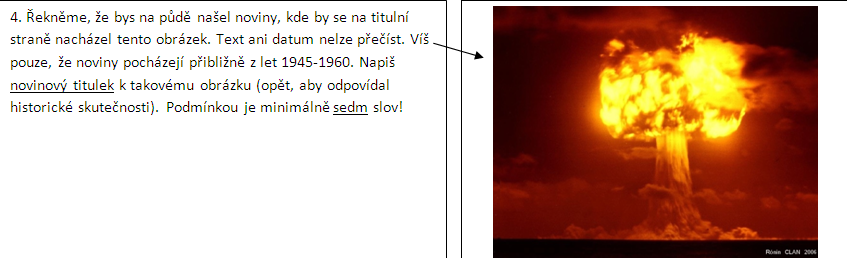 4. Řekněme, že bys na půdě našel noviny, kde by se na titulní
straně nacházel tento obrázek. Text ani datum nelze přečíst. Víš
pouze, že noviny pocházejí přibližně z let 1945-1960. Napiš
novinový titulek k takovému obrázku (opět, aby odpovídal
historické skutečnosti). Podmínkou je minimálně sedm slov!
Rónin CLAN 2006